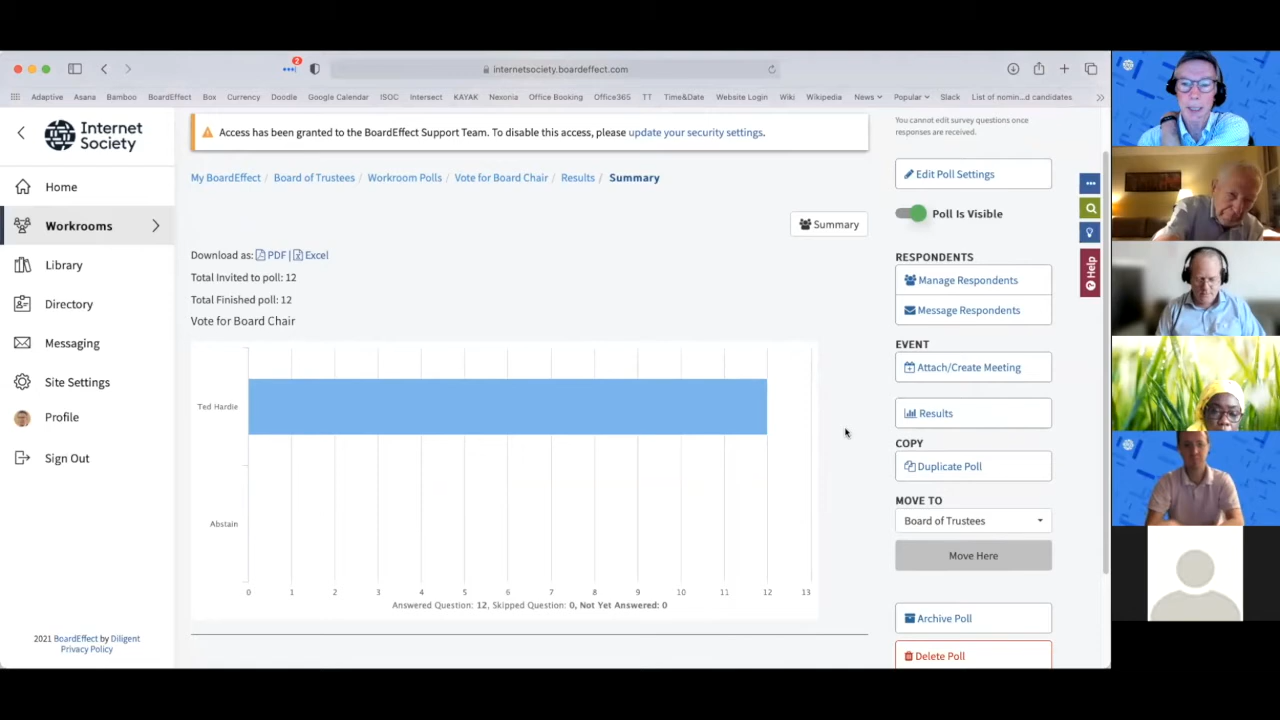 2
internetsociety.boardeffect.com
Adaptive Asana Bamboo BoardEffect Box Currency Doodle Google Calendar ISOC Intersect KAYAK Nexonia Office Booking Office365 TT Time&Date Website Login Wiki Wikipedia News Popular Slack List of nomin...d candidates
Internet
Society
Home
Workrooms
Library
Directory
Messaging
Site Settings
Profile
Sign Out
2021 BoardEffect by Diligent
Privacy Policy
Access has been granted to the BoardEffect Support Team. To disable this access, please update your security settings.
My BoardEffect / Board of Trustees / Workroom Polls / Vote for Board Chair / Results / Summary
Summary
Download as: PDF | Excel
Total Invited to poll: 12
Total Finished poll: 12
Vote for Board Chair
Ted Hardie
Abstain
0 1 2 3 4 5 6 7 8 9 10 11 12 13
Answered Question: 12, Skipped Question: 0, Not Yet Answered: 0
You cannot edit survey questions once
responses are received.
Edit Poll Settings
Poll Is Visible
RESPONDENTS
Manage Respondents
Message Respondents
EVENT
Attach/Create Meeting
Results
COPY
Duplicate Poll
MOVE TO
Board of Trustees
Move Here
Archive Poll
Delete Poll
Help